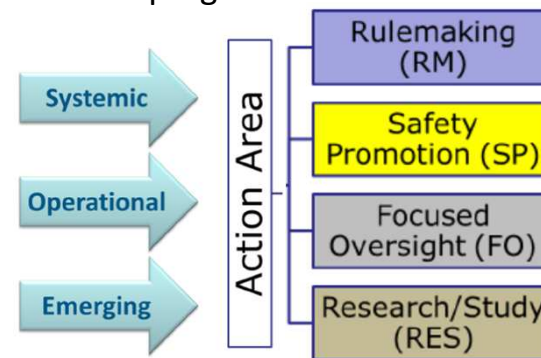 Systemic
Operational
Emerging
Action Area
Rulemaking
(RM)
Safety
Promotion (SP)
Focused
Oversight (FO)
Research/Study
(RES)